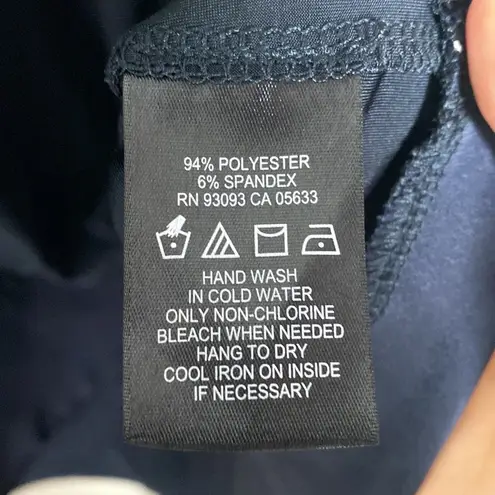 94% POLYESTER
6% SPANDEX
RN 93093 CA 05633
HAND WASH
IN COLD WATER
ONLY NON-CHLORINE
BLEACH WHEN NEEDED
HANG TO DRY
COOL IRON ON INSIDE
IF NECESSARY